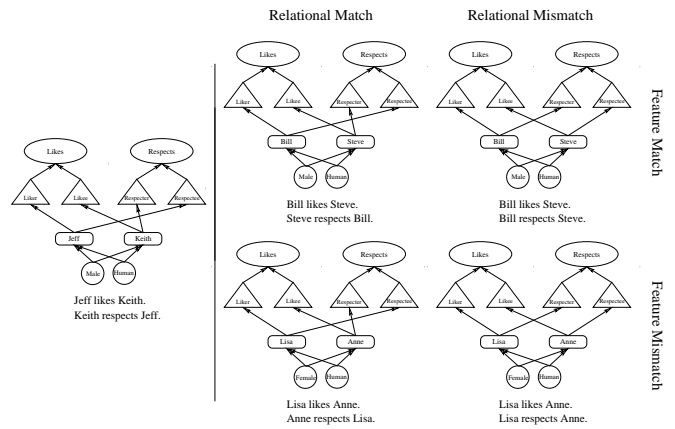 Relational Match
Relational Mismatch
Likes
Respects
Liker
Likee
Respecter
Respectee
Bill
Steve
Male
Human
Bill likes Steve.
Steve respects Bill.
Likes
Respects
Liker
Likee
Respecter
Respectee
Bill
Steve
Male
Human
Bill likes Steve.
Bill respects Steve.
Feature Match
Likes
Respects
Liker
Likee
Respecter
Respectee
Jeff
Keith
Male
Human
Jeff likes Keith.
Keith respects Jeff.
Likes
Respects
Liker
Likee
Respecter
Respectee
Lisa
Anne
Female
Human
Lisa likes Anne.
Anne respects Lisa.
Likes
Respects
Liker
Likee
Respecter
Respectee
Lisa
Anne
Female
Human
Lisa likes Anne.
Lisa respects Anne.
Feature Mismatch